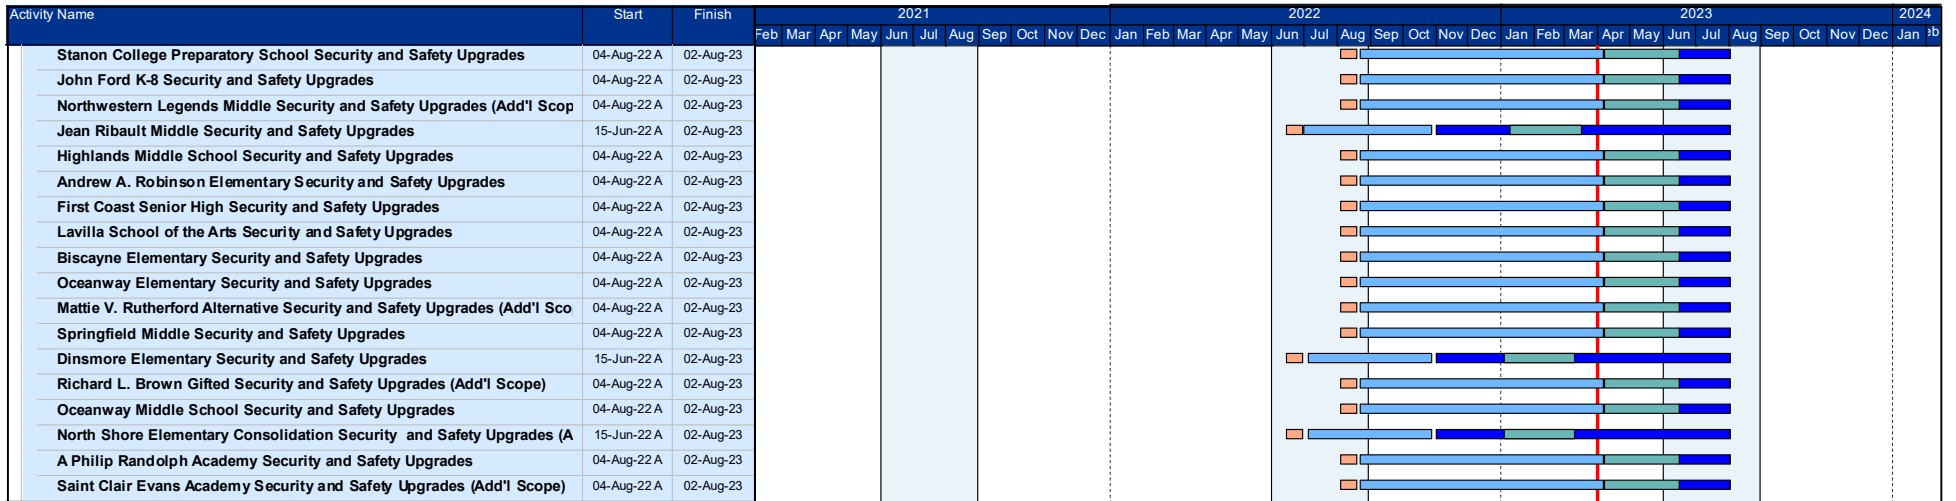 Activity Name Start Finish 2021 2022 2023 2024
Feb Mar Apr May Jun Jul Aug Sep Oct Nov Dec Jan Feb Mar Apr May Jun Jul Aug Sep Oct Nov Dec Jan Feb Mar Apr May Jun Jul Aug Sep Oct Nov Dec Jan eb
Stanon College Preparatory School Security and Safety Upgrades 04-Aug-22 A 02-Aug-23
John Ford K-8 Security and Safety Upgrades 04-Aug-22 A 02-Aug-23
Northwestern Legends Middle Security and Safety Upgrades (Add'l Scop 04-Aug-22 A 02-Aug-23
Jean Ribault Middle Security and Safety Upgrades 15-Jun-22 A 02-Aug-23
Highlands Middle School Security and Safety Upgrades 04-Aug-22 A 02-Aug-23
Andrew A. Robinson Elementary Security and Safety Upgrades 04-Aug-22 A 02-Aug-23
First Coast Senior High Security and Safety Upgrades 04-Aug-22 A 02-Aug-23
Lavilla School of the Arts Security and Safety Upgrades 04-Aug-22 A 02-Aug-23
Biscayne Elementary Security and Safety Upgrades 04-Aug-22 A 02-Aug-23
Oceanway Elementary Security and Safety Upgrades 04-Aug-22 A 02-Aug-23
Mattie V. Rutherford Alternative Security and Safety Upgrades (Add'l Sco 04-Aug-22 A 02-Aug-23
Springfield Middle Security and Safety Upgrades 04-Aug-22 A 02-Aug-23
Dinsmore Elementary Security and Safety Upgrades 15-Jun-22 A 02-Aug-23
Richard L. Brown Gifted Security and Safety Upgrades (Add'l Scope) 04-Aug-22 A 02-Aug-23
Oceanway Middle School Security and Safety Upgrades 04-Aug-22 A 02-Aug-23
North Shore Elementary Consolidation Security and Safety Upgrades (A 15-Jun-22 A 02-Aug-23
A Philip Randolph Academy Security and Safety Upgrades 04-Aug-22 A 02-Aug-23
Saint Clair Evans Academy Security and Safety Upgrades (Add'l Scope) 04-Aug-22 A 02-Aug-23